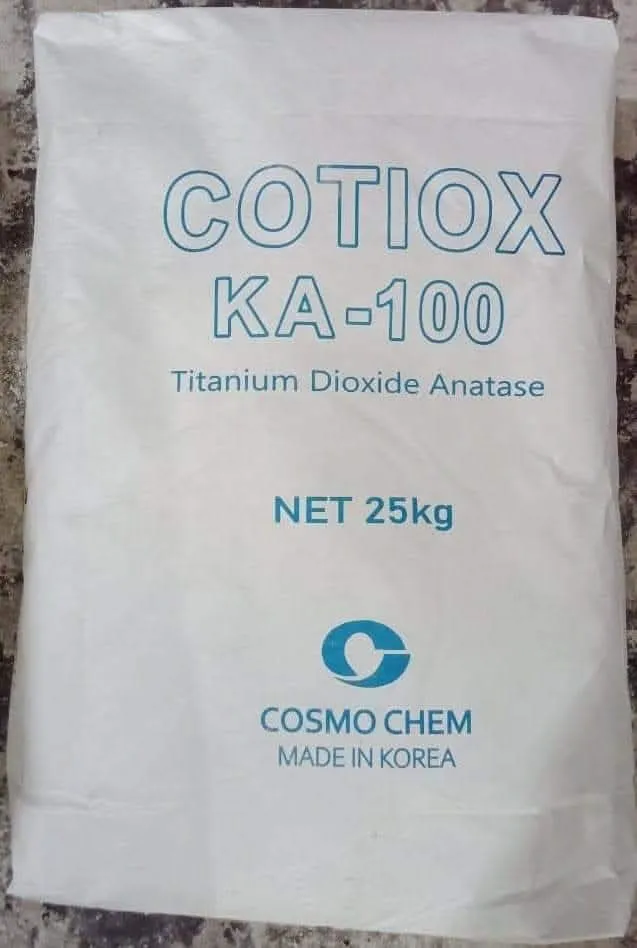 COTIOX
KA-100
Titanium Dioxide Anatase
NET 25kg
COSMO CHEM
MADE IN KOREA